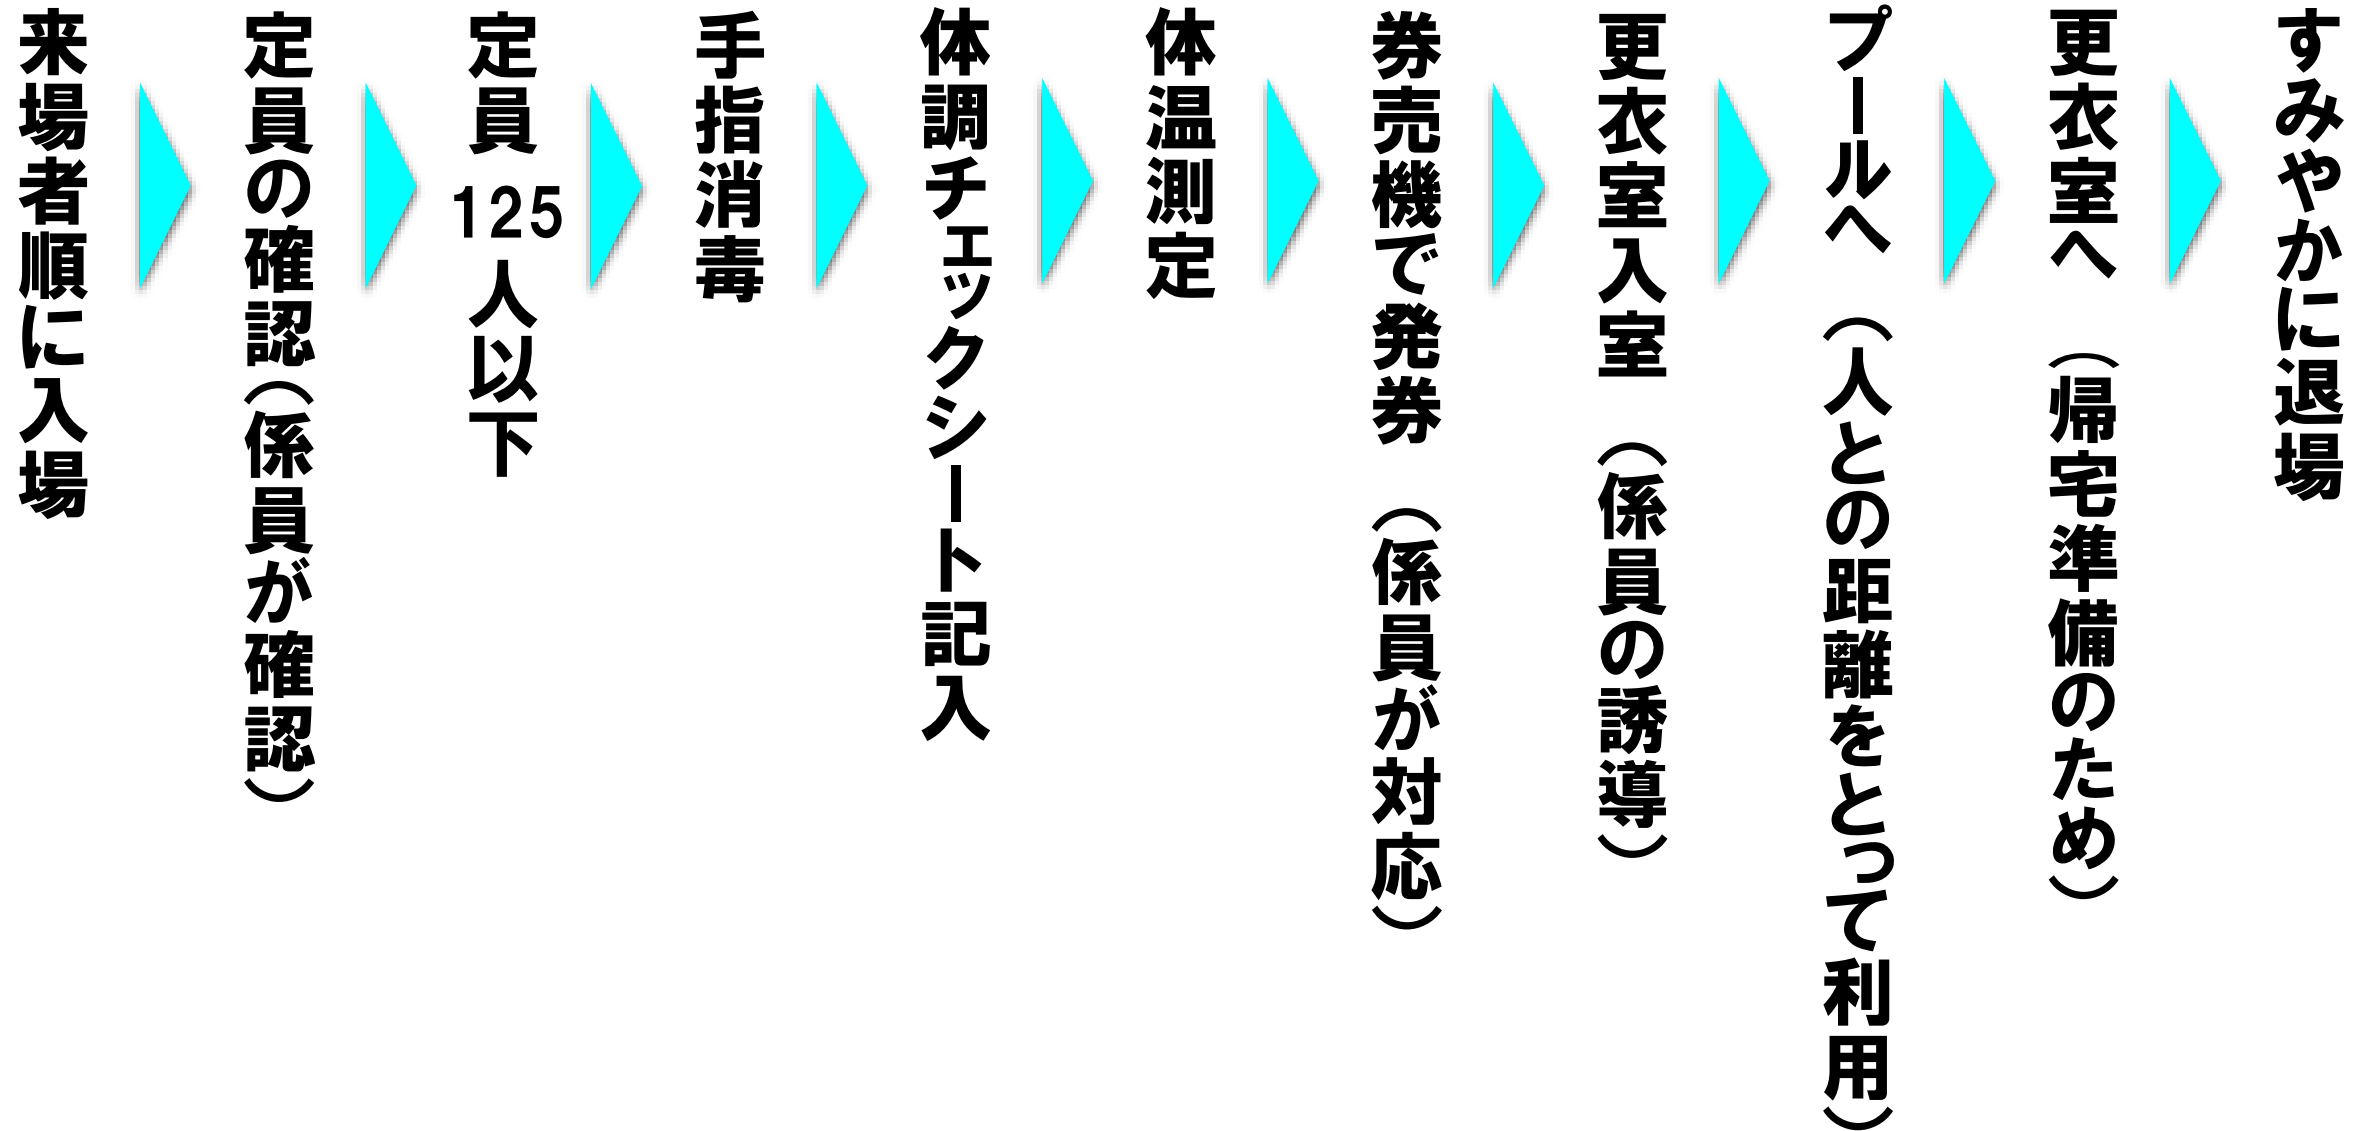 来場者順に入場
定員の確認(係員が確認)
定員125人以下
手指消毒
体調チェックシート記入
体温測定
券売機で発券 (係員が対応)
更衣室入室 (係員の誘導)
プールへ (人との距離をとって利用)
更衣室へ (帰宅準備のため)
すみやかに退場